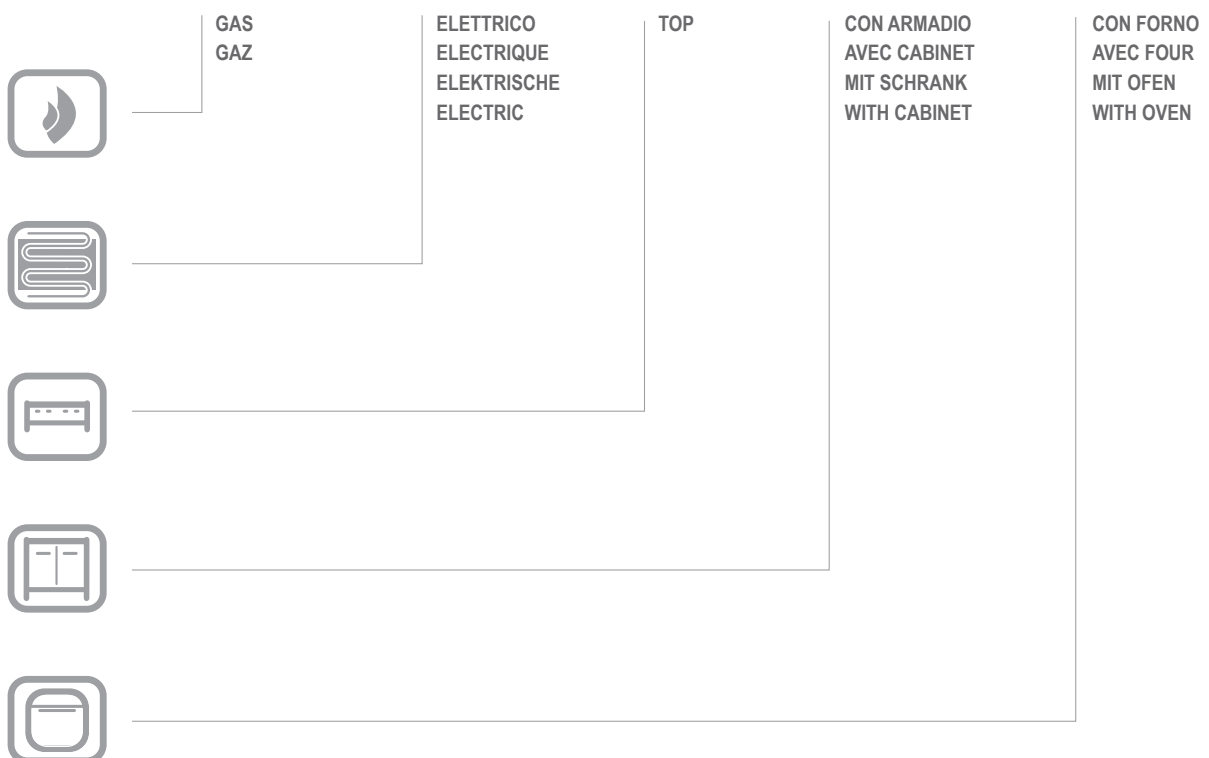 GAS
GAZ
ELETTRICO
ELECTRIQUE
ELEKTRISCHE
ELECTRIC
TOP
CON ARMADIO
AVEC CABINET
MIT SCHRANK
WITH CABINET
CON FORNO
AVEC FOUR
MIT OFEN
WITH OVEN